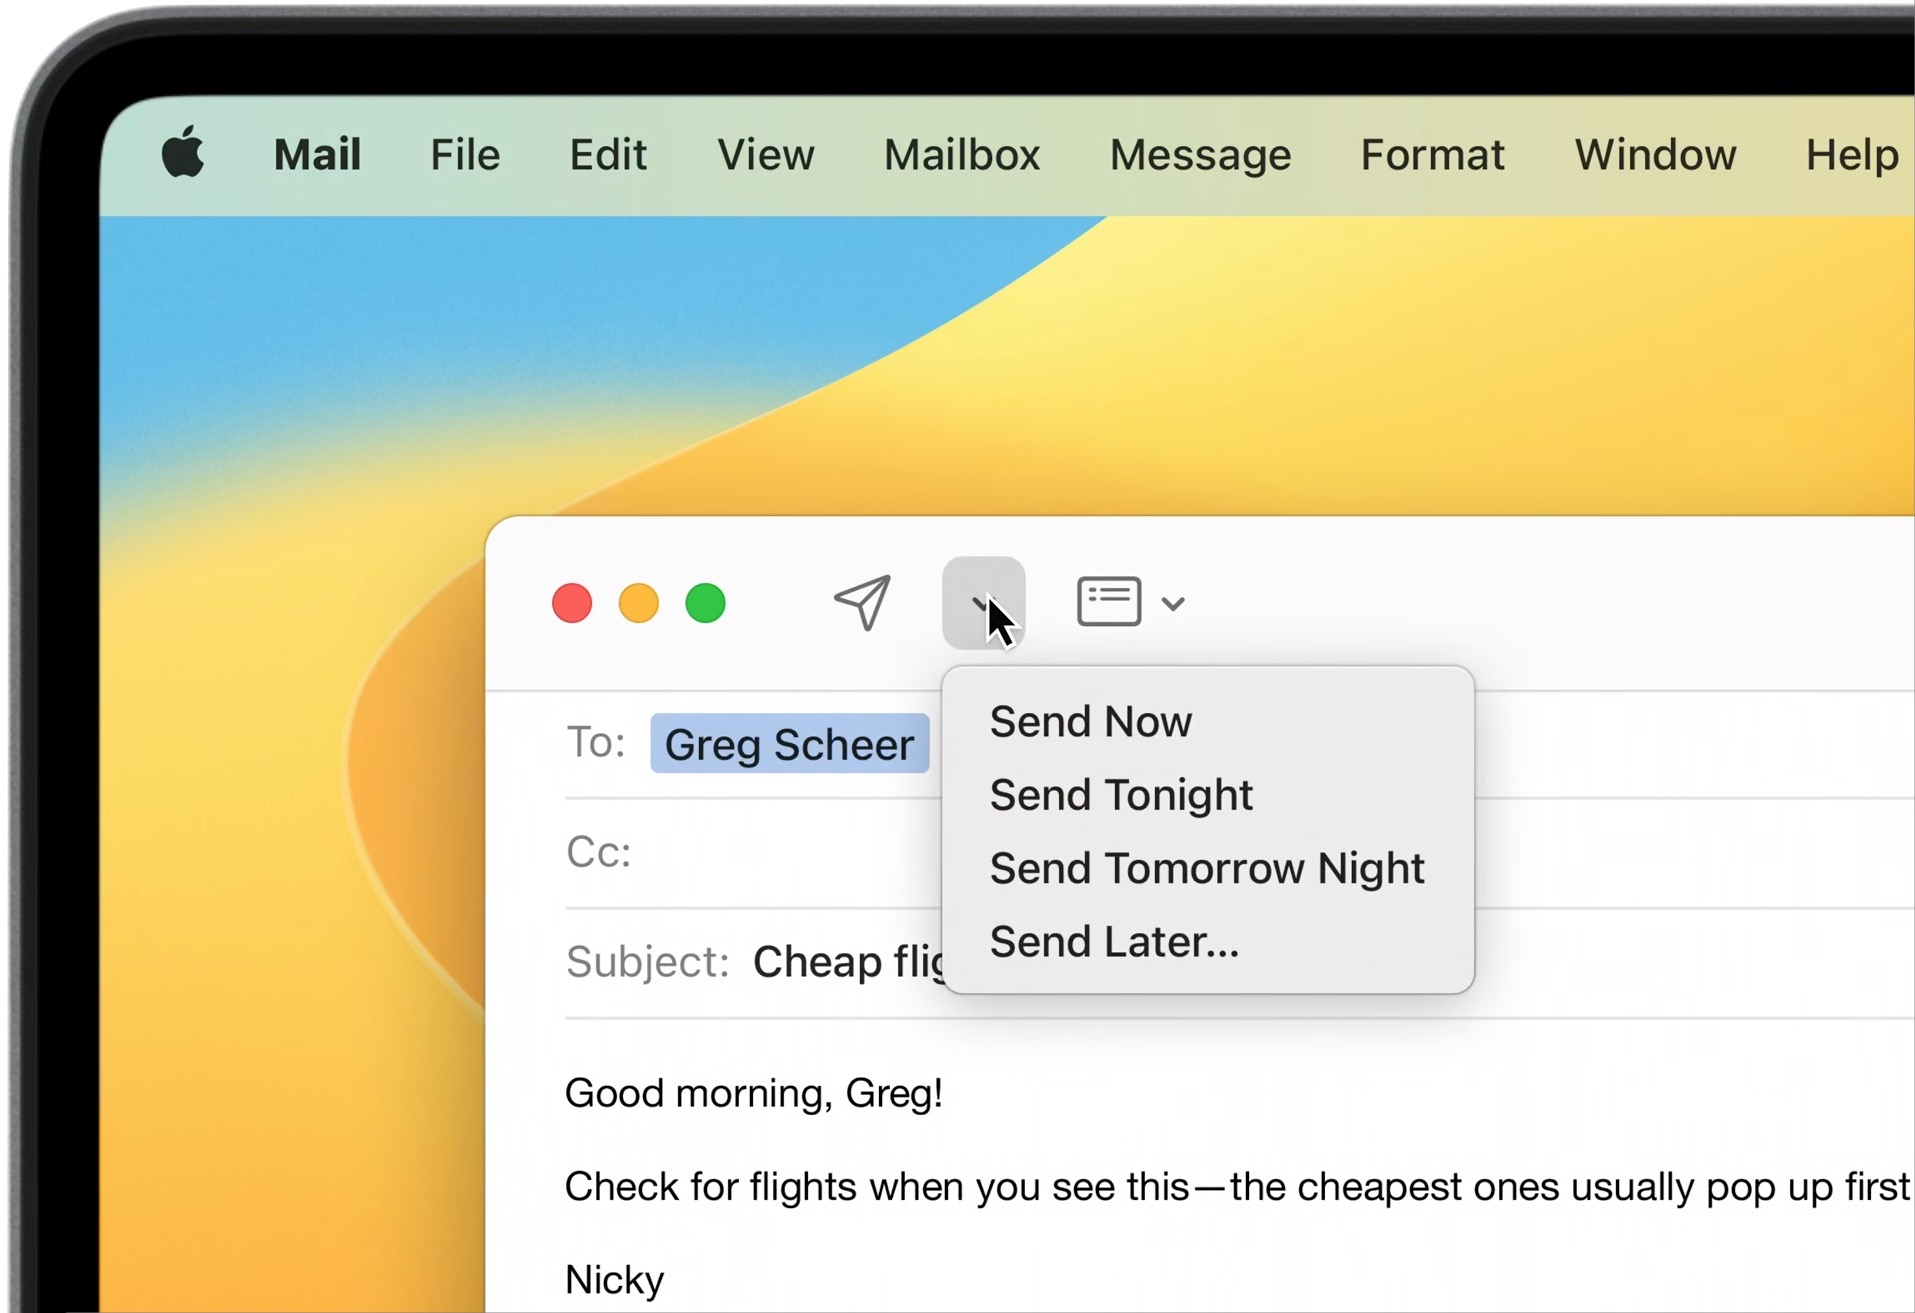 Mail File Edit View Mailbox Message Format Window Help
Send Now
To: Greg Scheer
Send Tonight
Cc:
Send Tomorrow Night
Send Later...
Subject: Cheap
Good morning, Greg!
Check for flights when you see this—the cheapest ones usually pop up first
Nicky